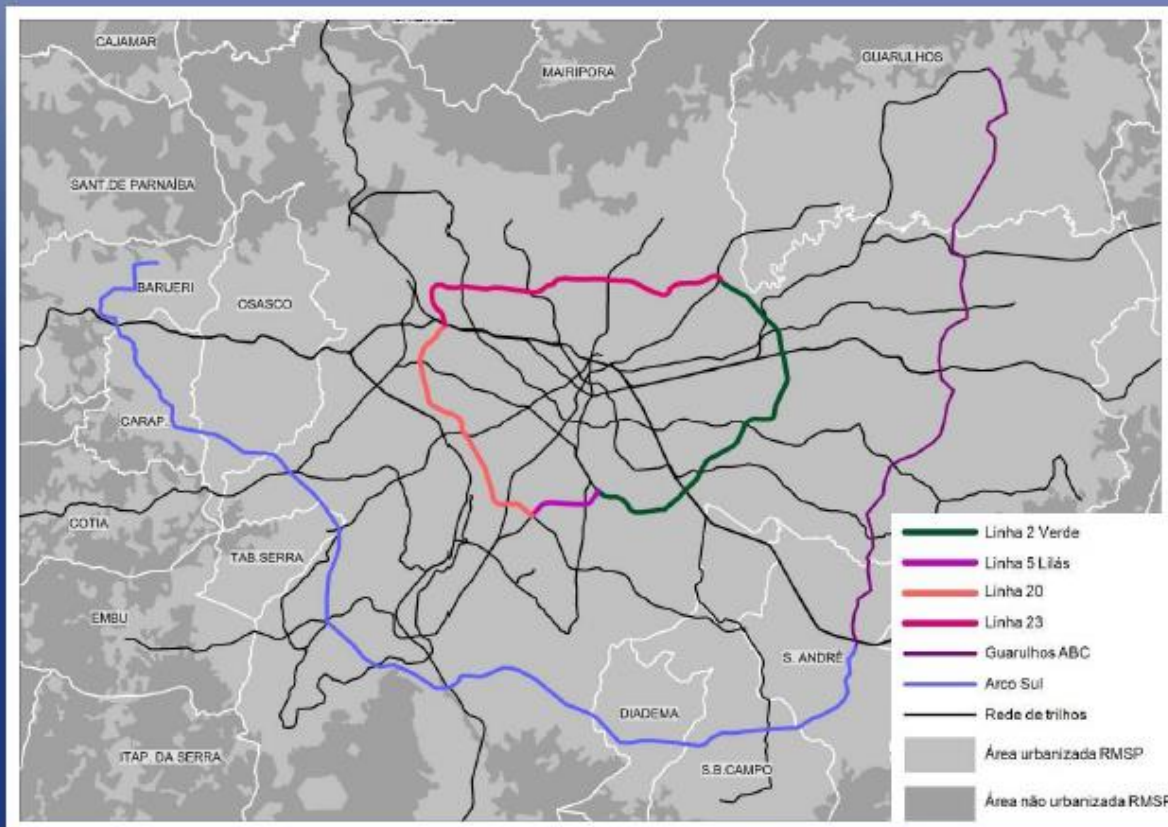 CAJAMAR
MAIRIPORA
GUARULHOS
SANT.DE PARNAÍBA
BARUERI
OSASCO
CARAP.
COTIA
TAB.SERRA
EMBU
S. ANDRÉ
DIADEMA
ITAP. DA SERRA
S.B.CAMPO
Linha 2 Verde
Linha 5 Lilás
Linha 20
Linha 23
Guarulhos ABC
Arco Sul
Rede de trilhos
Área urbanizada RMSP
Área não urbanizada RMSP